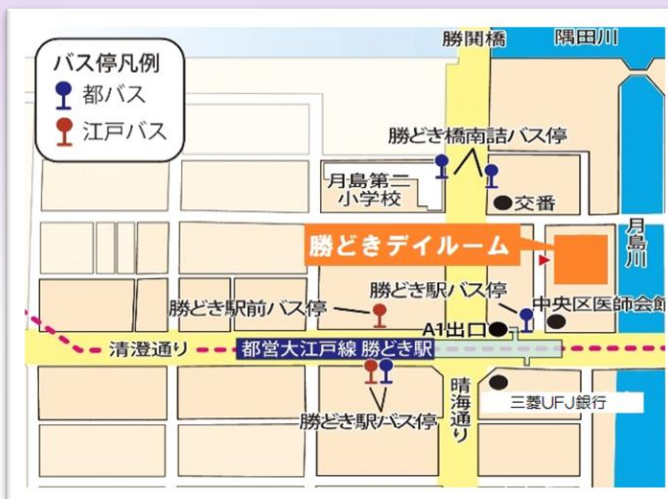 勝鬨橋
隅田川
バス停凡例
都バス
江戸バス
勝どき橋南詰バス停
月島第二
小学校
交番
月島川
勝どきデイルーム
勝どき駅前バス停
勝どき駅バス停
中央区医師会館
A1出口
清澄通り
都営大江戸線 勝どき駅
晴海通り
三菱UFJ銀行
勝どき駅バス停